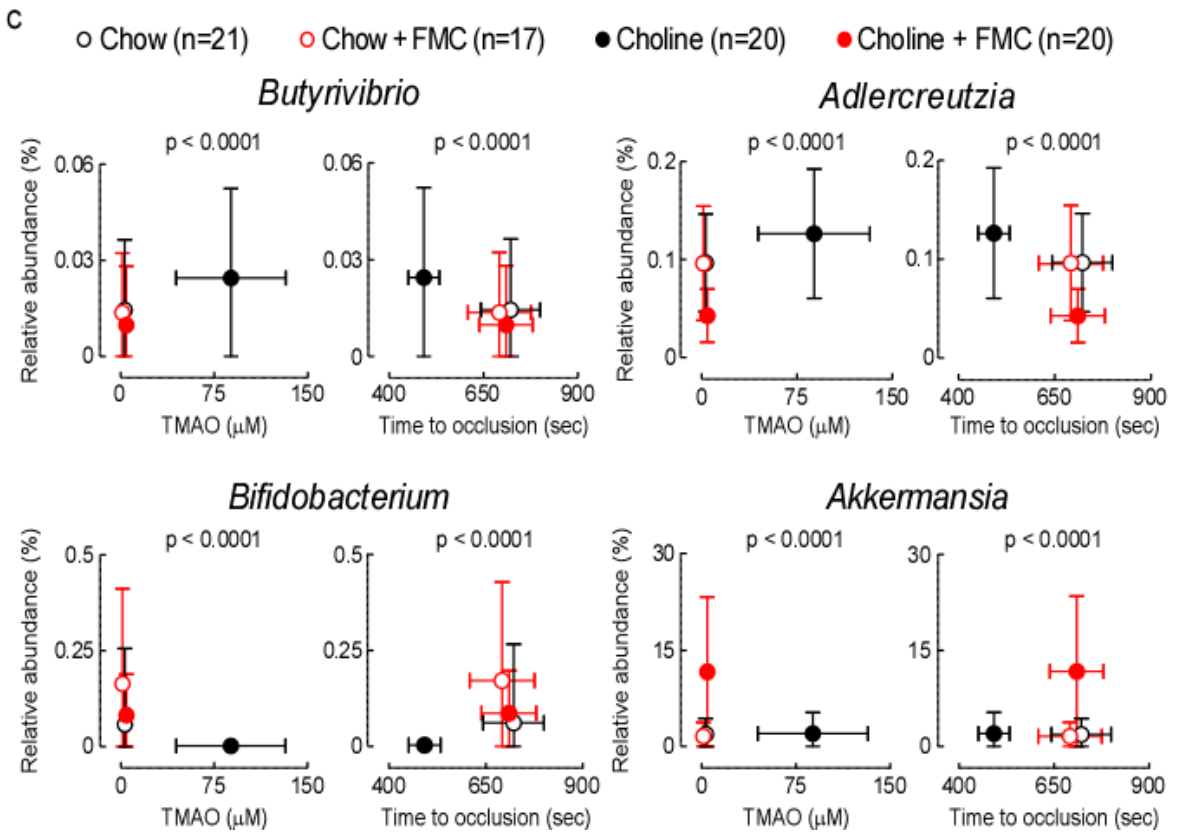 c
Chow (n=21) Chow + FMC (n=17) Choline (n=20) Choline + FMC (n=20)
Butyrivibrio
p < 0.0001 p < 0.0001
Relative abundance (%)
0.06
0.03
0
0 75 150
TMAO (μM)
0.06
0.03
0
400 650 900
Time to occlusion (sec)
Adlercreutzia
p < 0.0001 p < 0.0001
Relative abundance (%)
0.2
0.1
0
0 75 150
TMAO (μM)
0.2
0.1
0
400 650 900
Time to occlusion (sec)
Bifidobacterium
p < 0.0001 p < 0.0001
Relative abundance (%)
0.5
0.25
0
0 75 150
TMAO (μM)
0.5
0.25
0
400 650 900
Time to occlusion (sec)
Akkermansia
p < 0.0001 p < 0.0001
Relative abundance (%)
30
15
0
0 75 150
TMAO (μM)
30
15
0
400 650 900
Time to occlusion (sec)